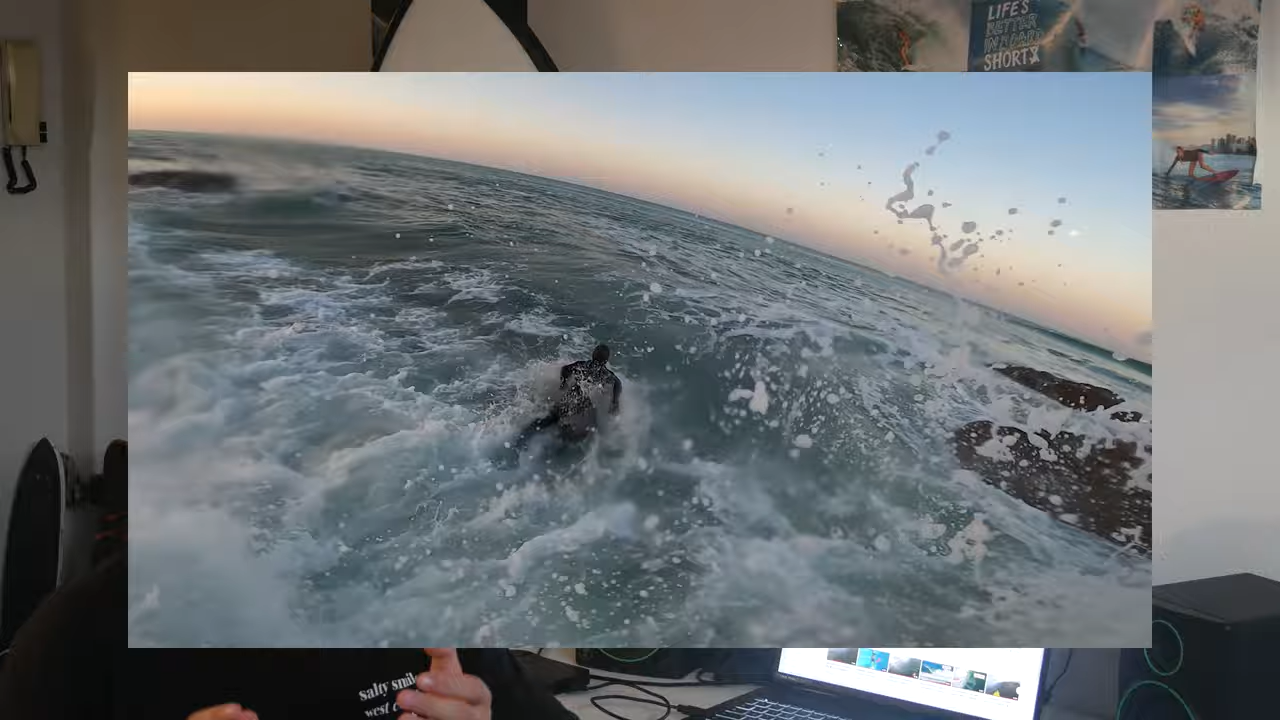 LIFE'S
BETTER
IN BOARD
SHORTS
salty smile
west c